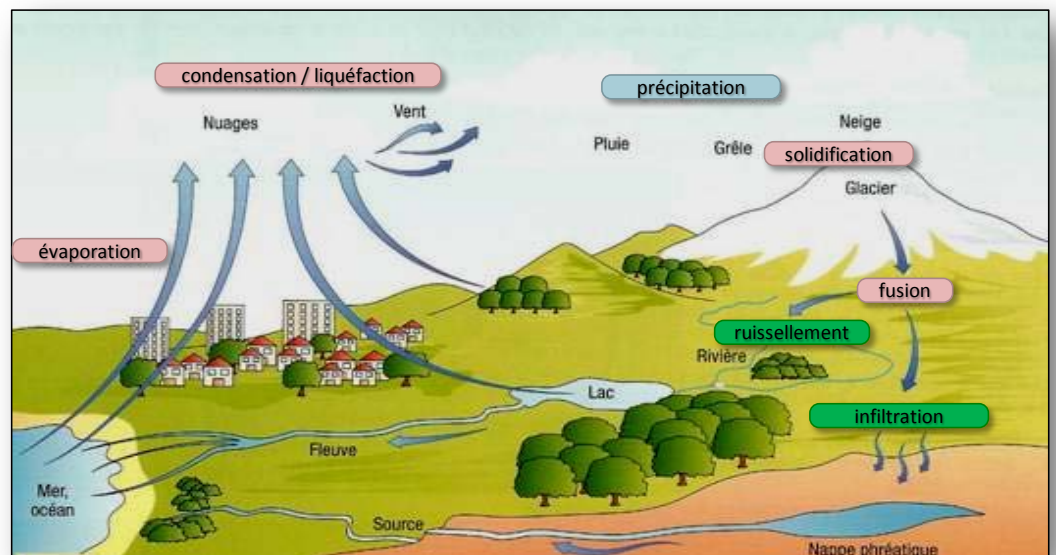 condensation / liquéfaction
précipitation
Vent
Nuages
Neige
Pluie
Grêle
solidification
Glacier
évaporation
fusion
ruissellement
Rivière
Lac
infiltration
Fleuve
Mer,
océan
Source
Nappe phréatique